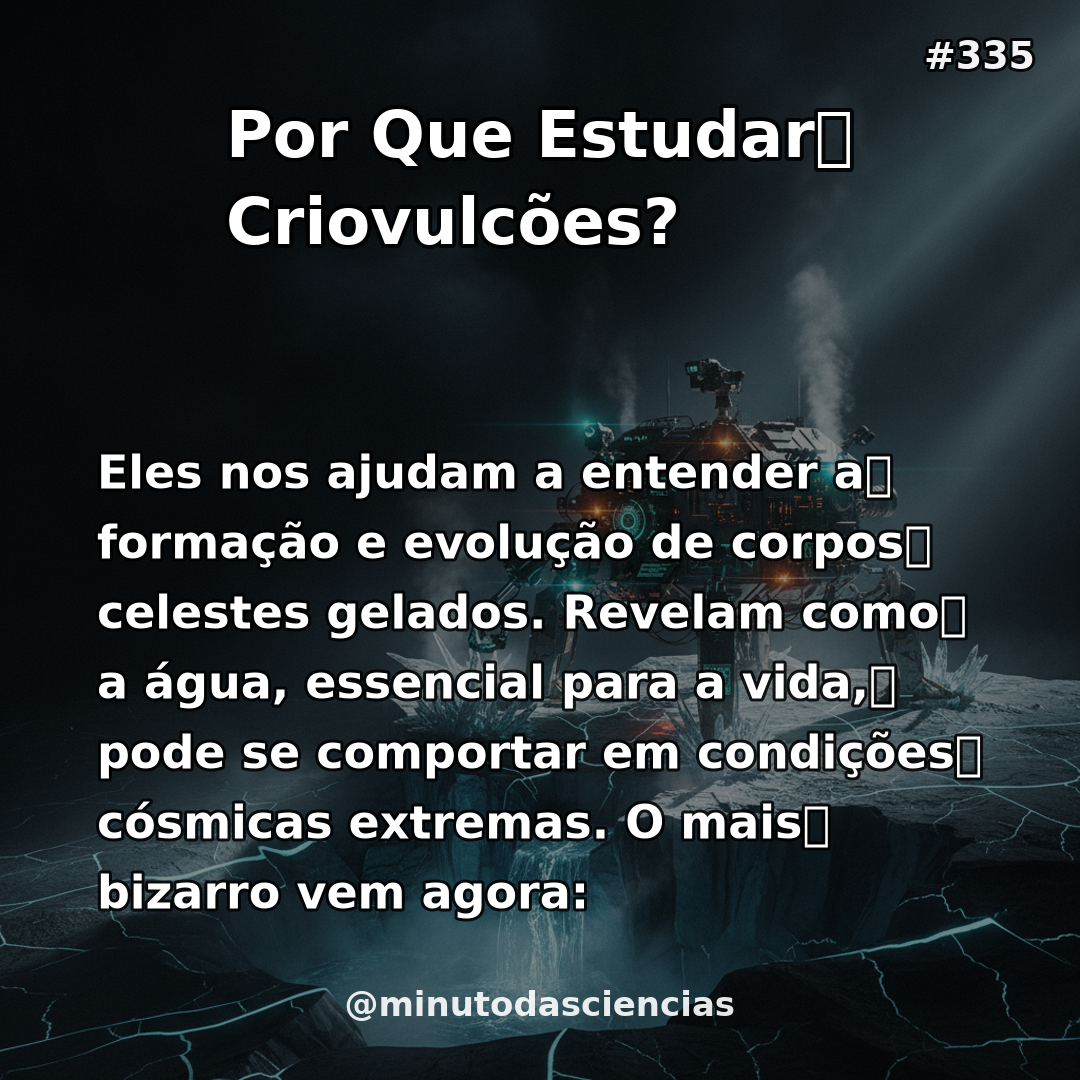 #335
Por Que Estudar▯
Criovulcões?
Eles nos ajudam a entender a▯
formação e evolução de corpos▯
celestes gelados. Revelam como▯
a água, essencial para a vida,▯
pode se comportar em condições▯
cósmicas extremas. O mais▯
bizarro vem agora:
@minutodasciencias